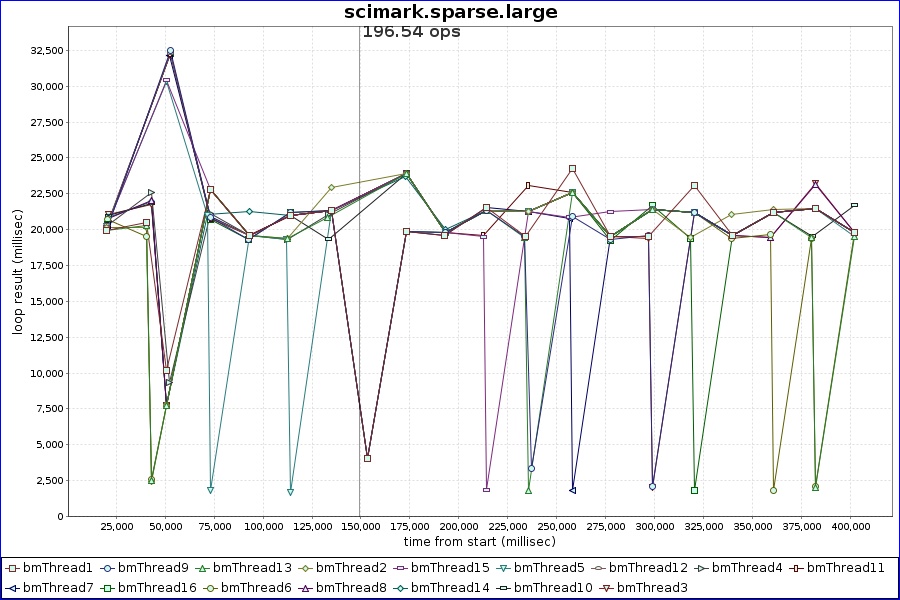 scimark.sparse.large
196.54 ops
32,500
30,000
27,500
25,000
22,500
20,000
17,500
15,000
12,500
10,000
7,500
5,000
2,500
0
loop result (millisec)
25,000 50,000 75,000 100,000 125,000 150,000 175,000 200,000 225,000 250,000 275,000 300,000 325,000 350,000 375,000 400,000
time from start (millisec)
bmThread1 bmThread9 bmThread13 bmThread2 bmThread15 bmThread5 bmThread12 bmThread4 bmThread11
bmThread7 bmThread16 bmThread6 bmThread8 bmThread14 bmThread10 bmThread3